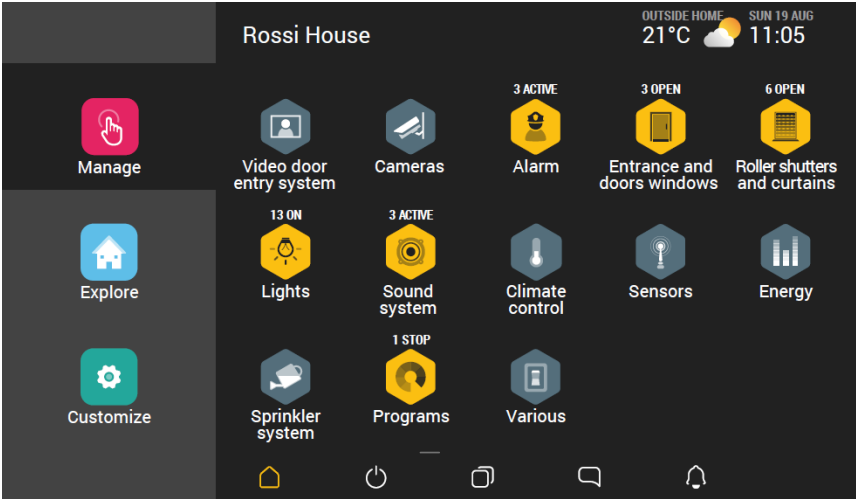 Rossi House
OUTSIDE HOME
21°C
SUN 19 AUG
11:05
Manage
Explore
Customize
Video door
entry system
Cameras
3 ACTIVE
Alarm
3 OPEN
Entrance and
doors windows
6 OPEN
Roller shutters
and curtains
13 ON
Lights
3 ACTIVE
Sound
system
Climate
control
Sensors
Energy
Sprinkler
system
1 STOP
Programs
Various